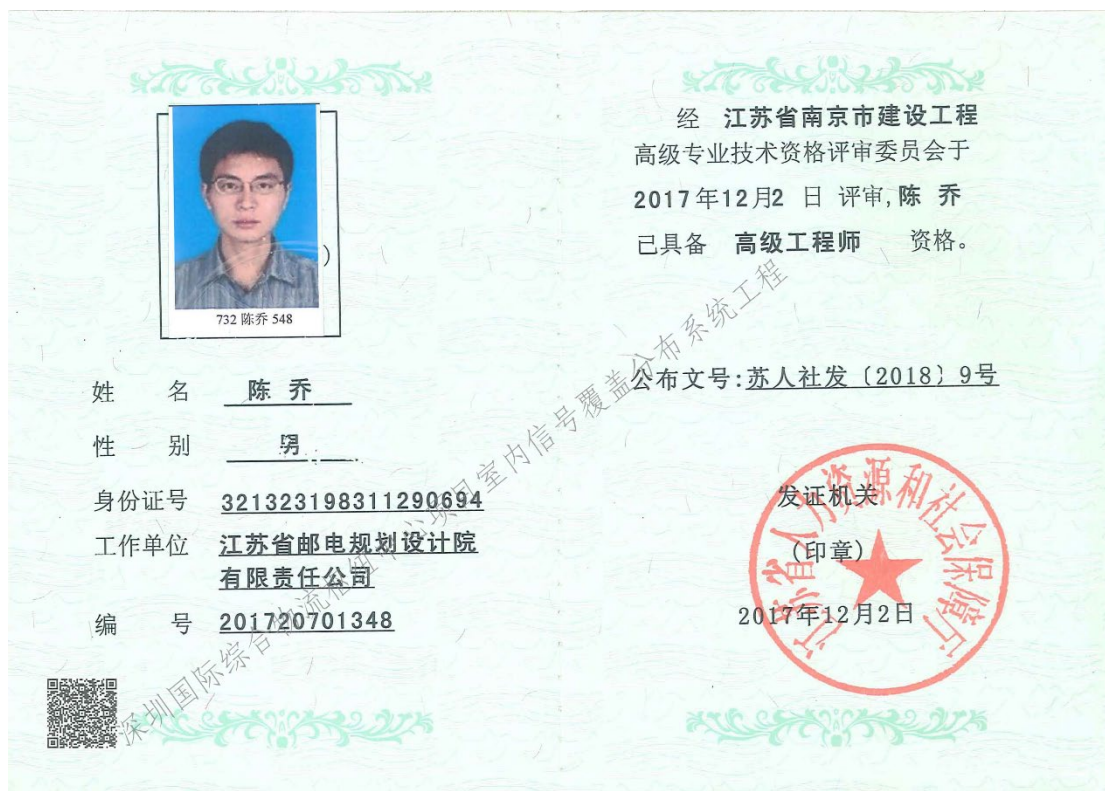 732 陈乔 548
姓 名 陈 乔
性 别 男
身份证号 321323198311290694
工作单位 江苏省邮电规划设计院
有限责任公司
编 号 201720701348
经 江苏省南京市建设工程
高级专业技术资格评审委员会于
2017年12月2 日 评审,陈 乔
已具备 高级工程师 资格。
公布文号:苏人社发〔2018〕9号
发证机关
(印章)
2017年12月2日
江苏省人力资源和社会保障厅
深圳国际综合物流枢纽中心项目室内信号覆盖分布系统工程